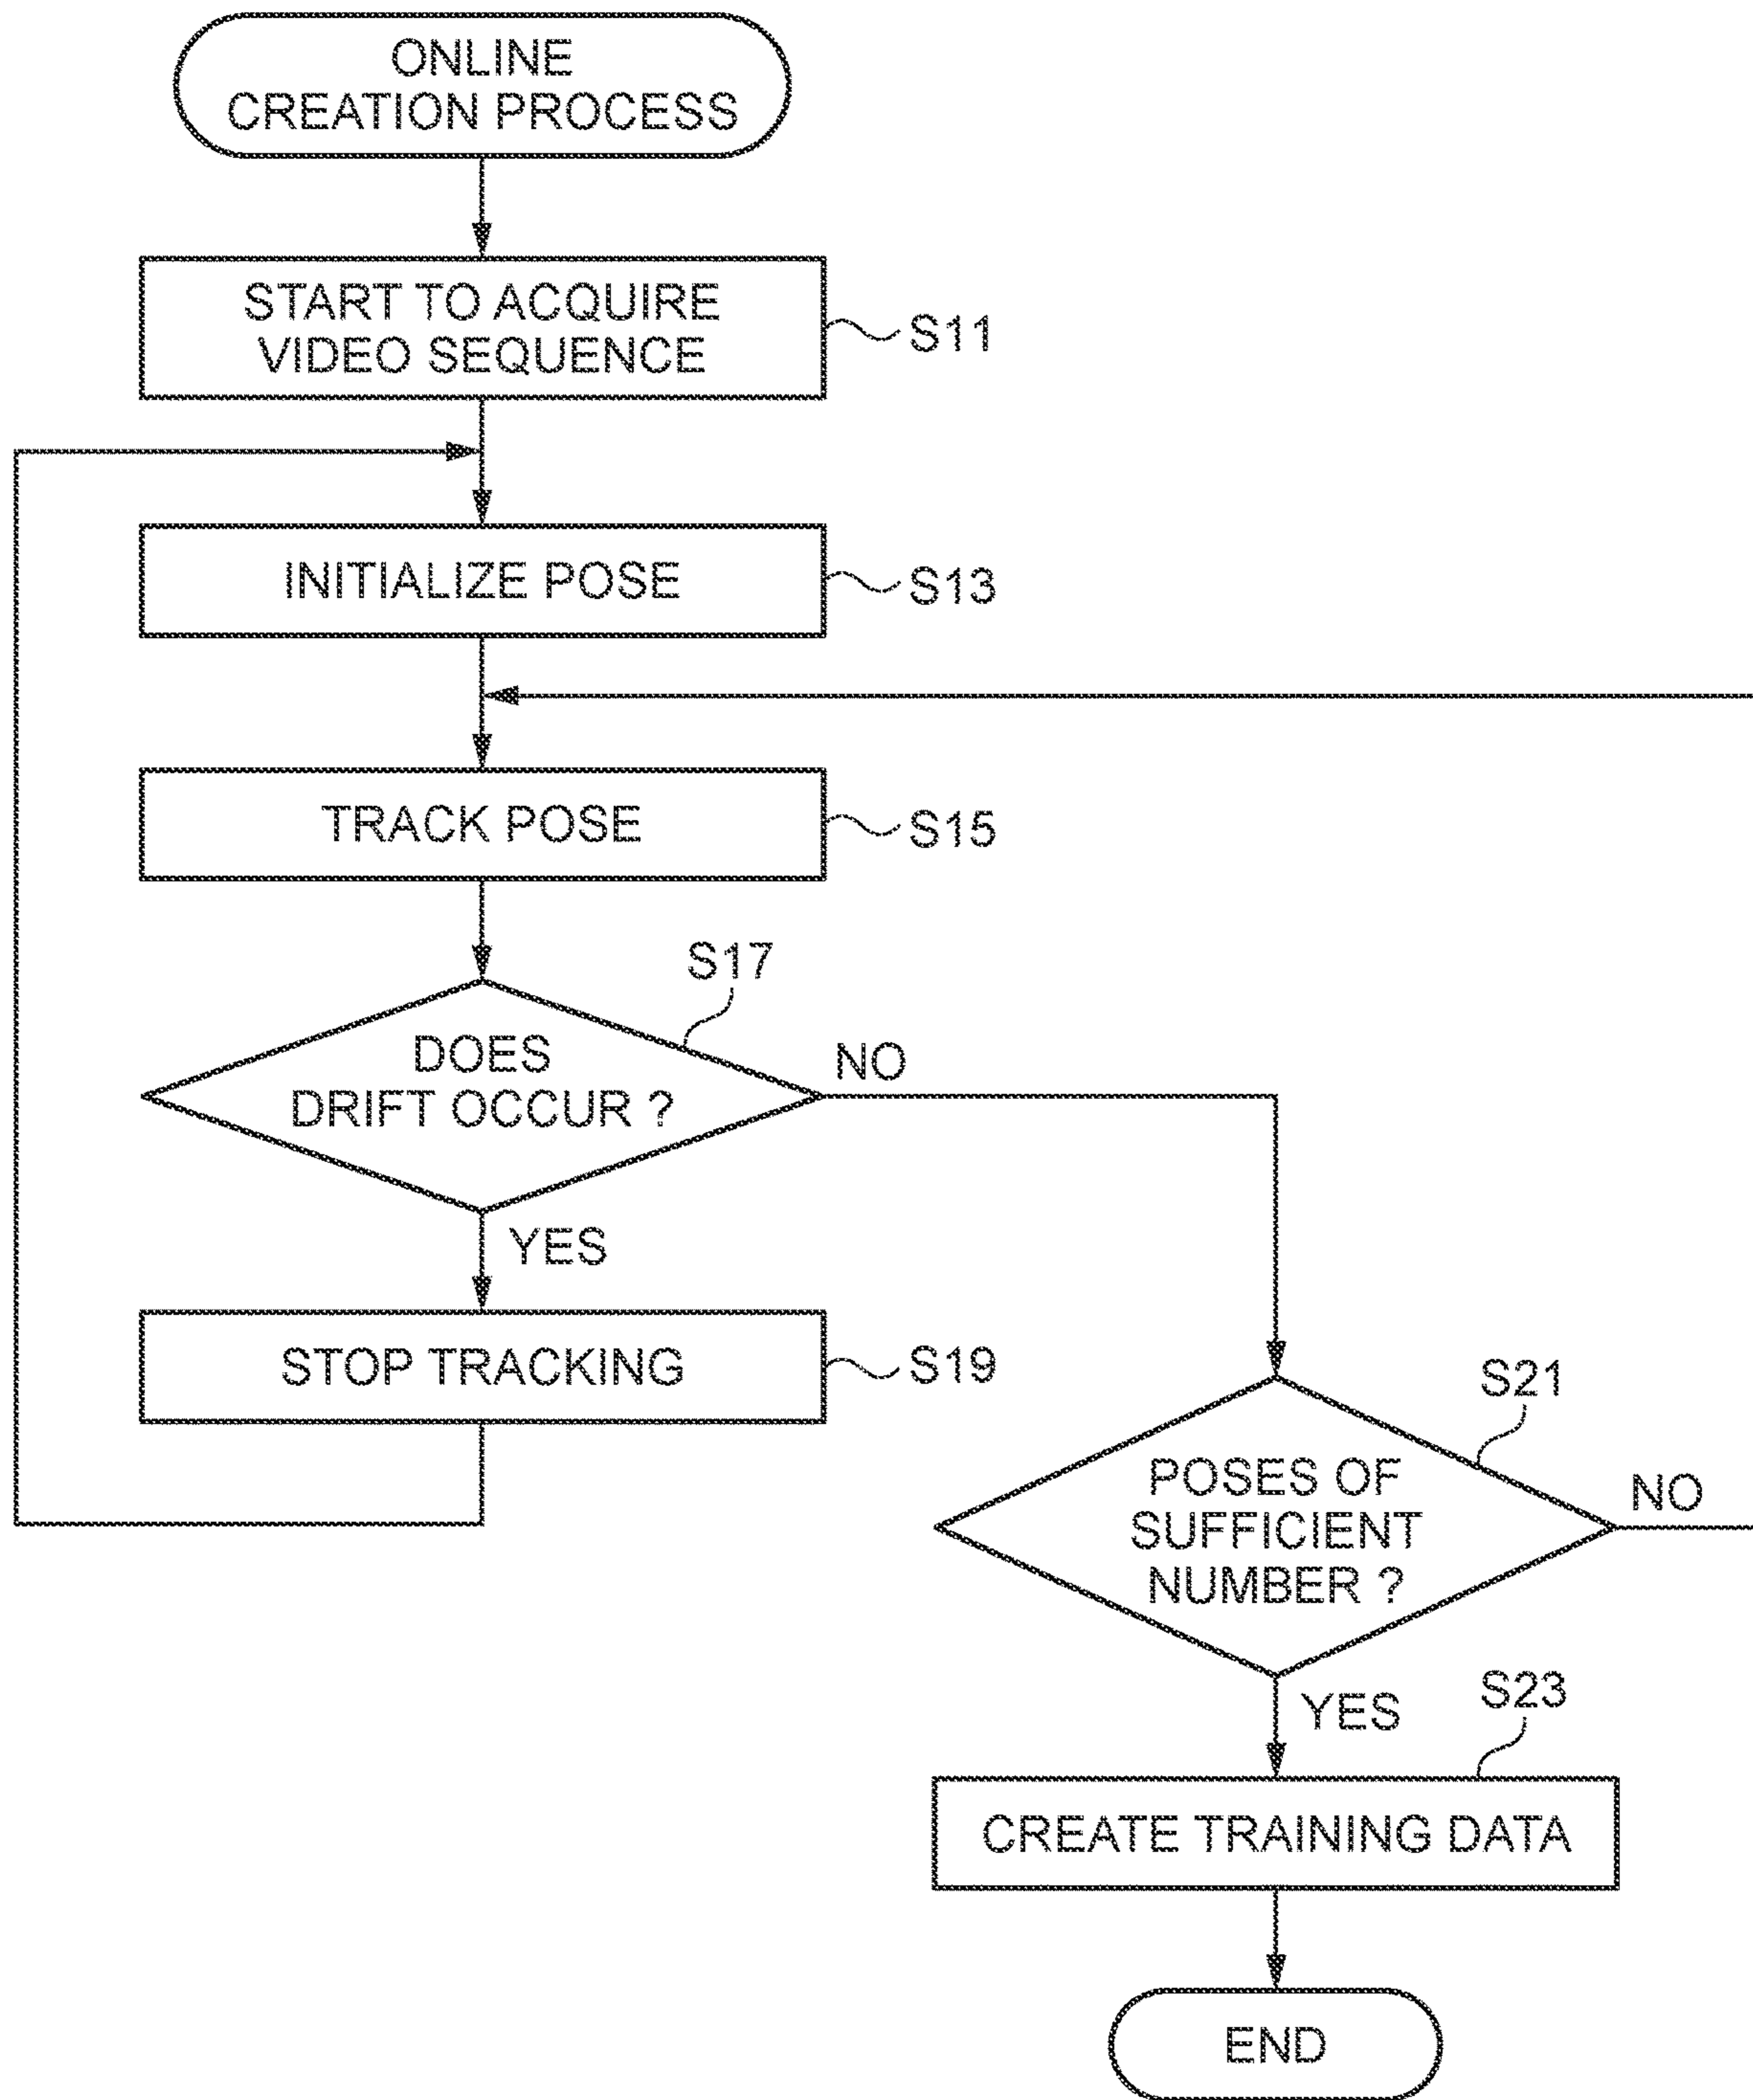 ONLINE
CREATION PROCESS
START TO ACQUIRE
VIDEO SEQUENCE
S11
INITIALIZE POSE
S13
TRACK POSE
S15
S17
DOES
DRIFT OCCUR ?
NO
YES
STOP TRACKING
S19
S21
POSES OF
SUFFICIENT
NUMBER ?
NO
YES
S23
CREATE TRAINING DATA
END